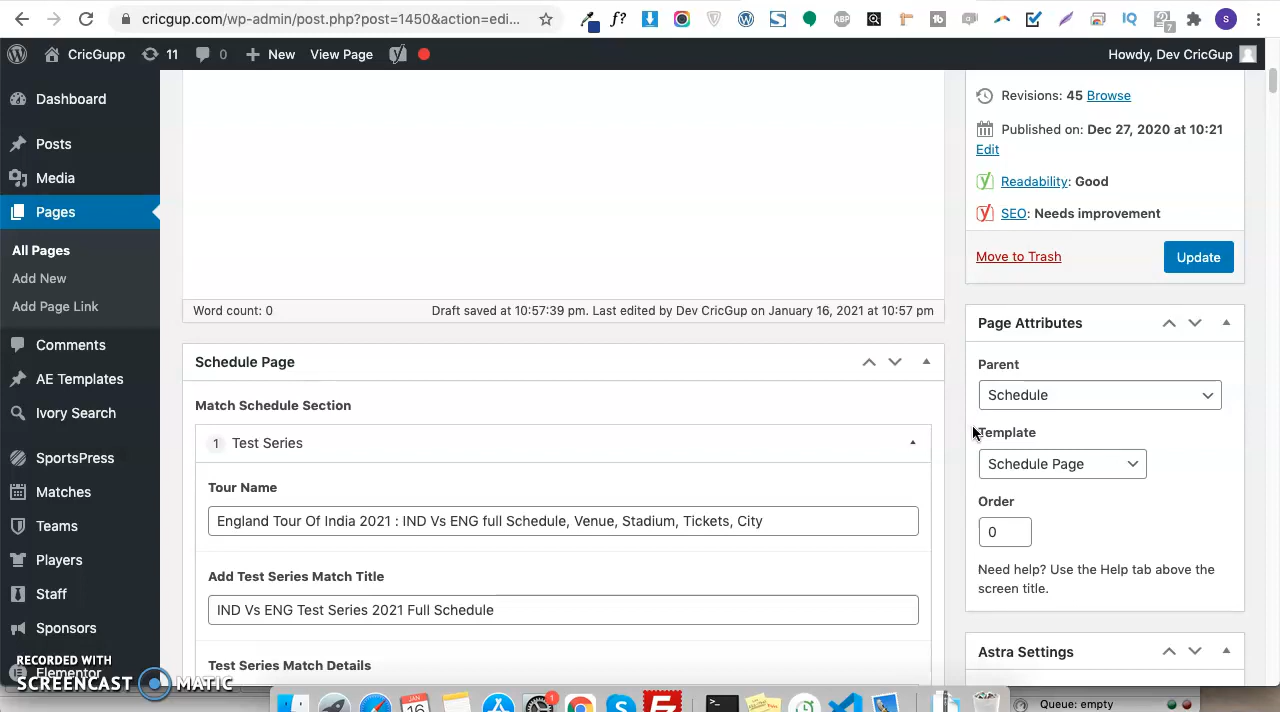 cricgup.com/wp-admin/post.php?post=1450&action=edi...
CricGupp 11 0 New View Page Howdy, Dev CricGup
Dashboard
Posts
Media
Pages
All Pages
Add New
Add Page Link
Comments
AE Templates
Ivory Search
SportsPress
Matches
Teams
Players
Staff
Sponsors
Elementor
RECORDED WITH
SCREENCAST MATIC
Word count: 0 Draft saved at 10:57:39 pm. Last edited by Dev CricGup on January 16, 2021 at 10:57 pm
Schedule Page
Match Schedule Section
1 Test Series
Tour Name
England Tour Of India 2021 : IND Vs ENG full Schedule, Venue, Stadium, Tickets, City
Add Test Series Match Title
IND Vs ENG Test Series 2021 Full Schedule
Test Series Match Details
Revisions: 45 Browse
Published on: Dec 27, 2020 at 10:21
Edit
Readability: Good
SEO: Needs improvement
Move to Trash Update
Page Attributes
Parent
Schedule
Template
Schedule Page
Order
0
Need help? Use the Help tab above the
screen title.
Astra Settings
Queue: empty